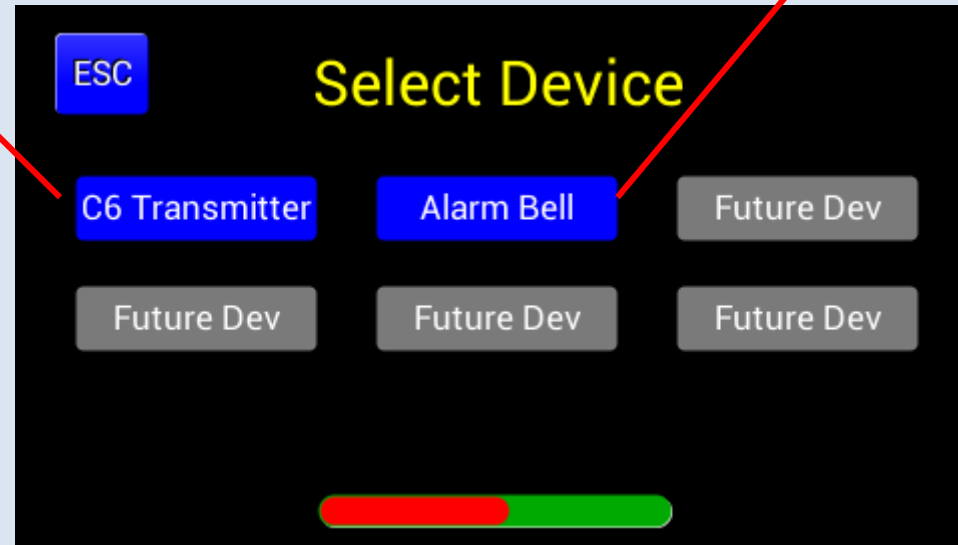 ESC
Select Device
C6 Transmitter
Alarm Bell
Future Dev
Future Dev
Future Dev
Future Dev